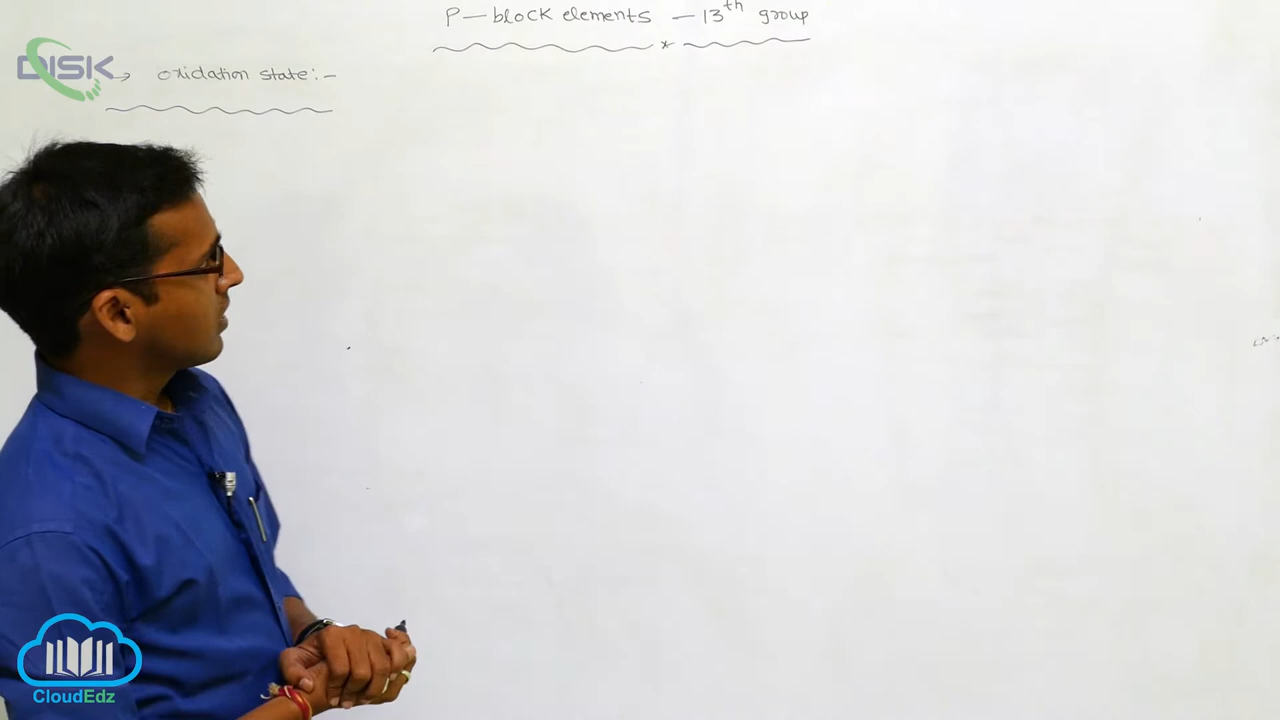 P-block elements - 13th group
DISK
→ oxidation state:-
CloudEdz